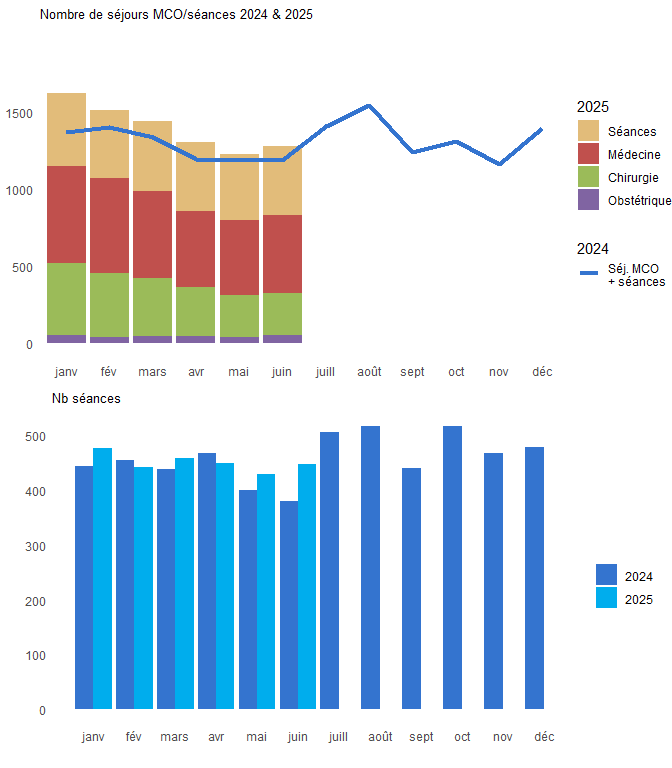 Nombre de séjours MCO/séances 2024 & 2025
1500
1000
500
0
janv fév mars avr mai juin juill août sept oct nov déc
2025
Séances
Médecine
Chirurgie
Obstétrique
2024
Séj. MCO
+ séances
Nb séances
500
400
300
200
100
0
janv fév mars avr mai juin juill août sept oct nov déc
2024
2025